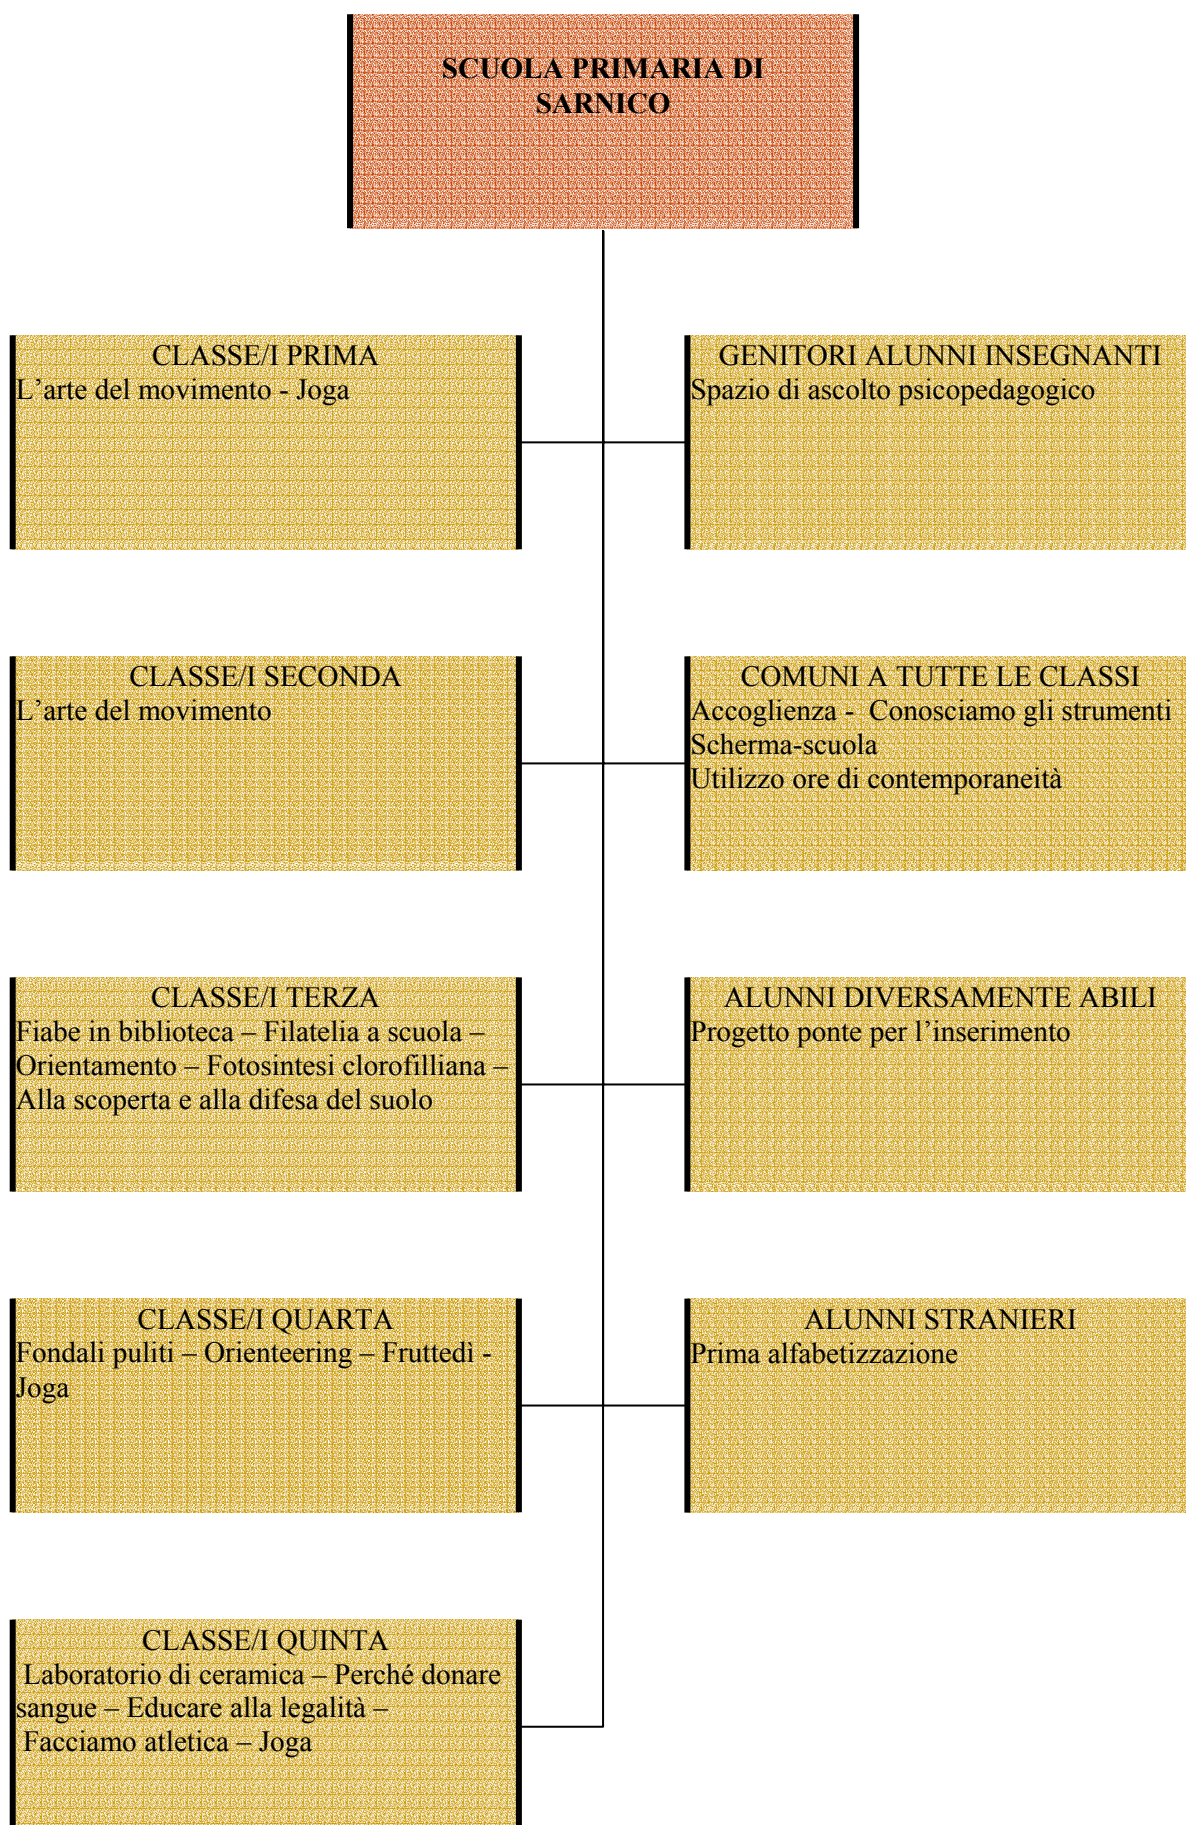 SCUOLA PRIMARIA DI
SARNICO
CLASSE/I PRIMA
L’arte del movimento - Joga
GENITORI ALUNNI INSEGNANTI
Spazio di ascolto psicopedagogico
CLASSE/I SECONDA
L’arte del movimento
COMUNI A TUTTE LE CLASSI
Accoglienza -  Conosciamo gli strumenti
Scherma-scuola
Utilizzo ore di contemporaneità
CLASSE/I TERZA
Fiabe in biblioteca – Filatelia a scuola –
Orientamento – Fotosintesi clorofilliana –
Alla scoperta e alla difesa del suolo
ALUNNI DIVERSAMENTE ABILI
Progetto ponte per l’inserimento
CLASSE/I QUARTA
Fondali puliti – Orienteering – Fruttedì -
Joga
ALUNNI STRANIERI
Prima alfabetizzazione
CLASSE/I QUINTA
Laboratorio di ceramica – Perché donare
sangue – Educare alla legalità –
Facciamo atletica – Joga